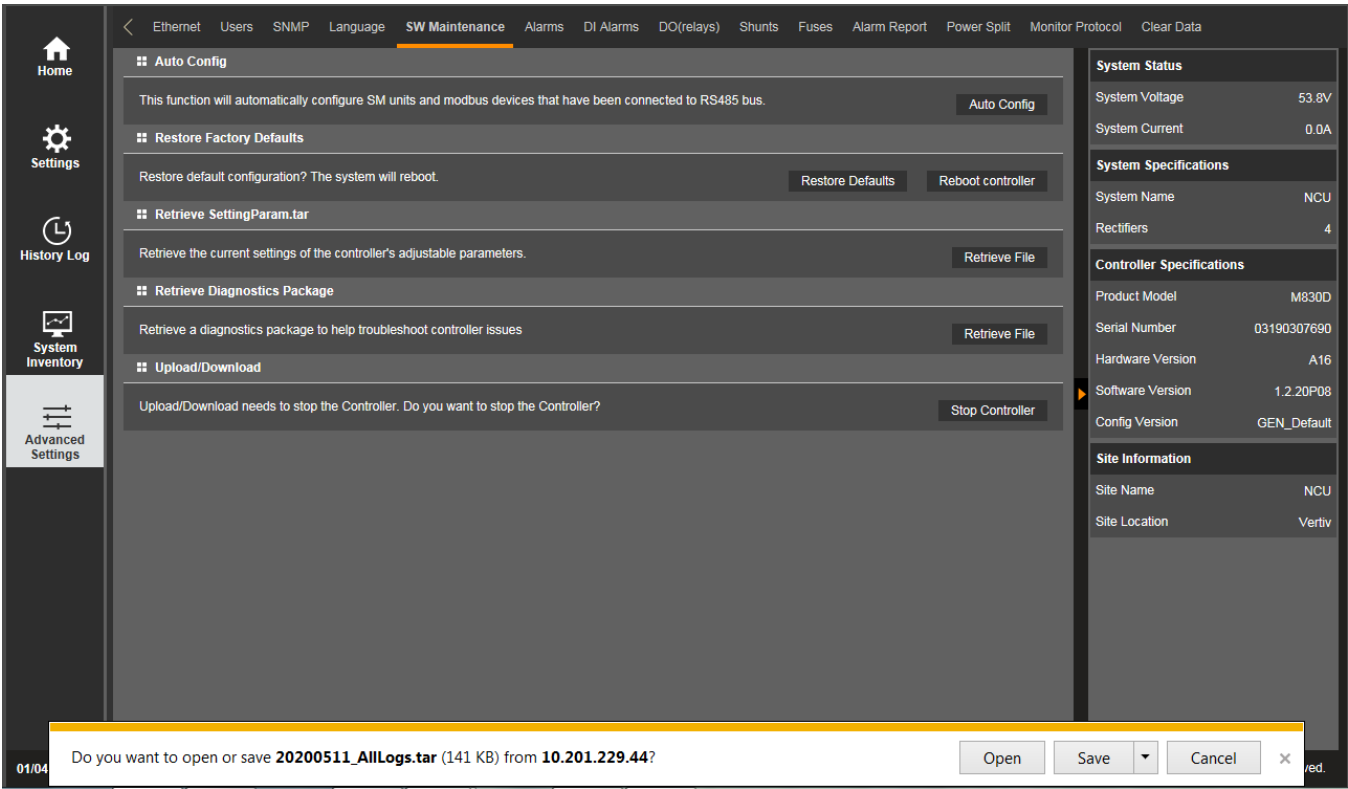 Ethernet Users SNMP Language SW Maintenance Alarms DI Alarms DO(relays) Shunts Fuses Alarm Report Power Split Monitor Protocol Clear Data
Home
Settings
History Log
System
Inventory
Advanced
Settings
Auto Config
This function will automatically configure SM units and modbus devices that have been connected to RS485 bus.
Auto Config
Restore Factory Defaults
Restore default configuration? The system will reboot.
Restore Defaults
Reboot controller
Retrieve SettingParam.tar
Retrieve the current settings of the controller's adjustable parameters.
Retrieve File
Retrieve Diagnostics Package
Retrieve a diagnostics package to help troubleshoot controller issues
Retrieve File
Upload/Download
Upload/Download needs to stop the Controller. Do you want to stop the Controller?
Stop Controller
System Status
System Voltage 53.8V
System Current 0.0A
System Specifications
System Name NCU
Rectifiers 4
Controller Specifications
Product Model M830D
Serial Number 03190307690
Hardware Version A16
Software Version 1.2.20P08
Config Version GEN_Default
Site Information
Site Name NCU
Site Location Vertiv
Do you want to open or save 20200511_AllLogs.tar (141 KB) from 10.201.229.44?
Open
Save
Cancel
01/04
ved.